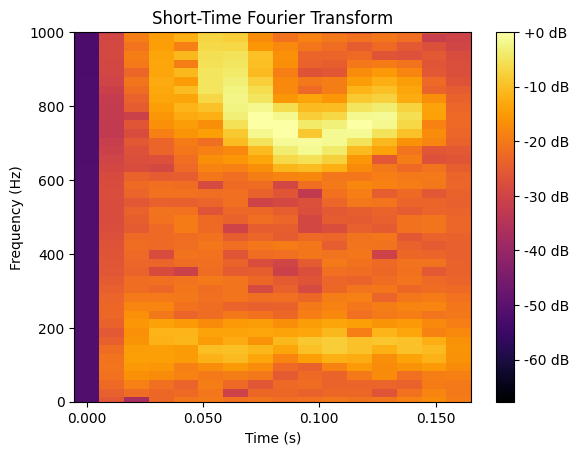 Short-Time Fourier Transform
1000
800
600
400
200
0
Frequency (Hz)
0.000
0.050
0.100
0.150
Time (s)
+0 dB
-10 dB
-20 dB
-30 dB
-40 dB
-50 dB
-60 dB